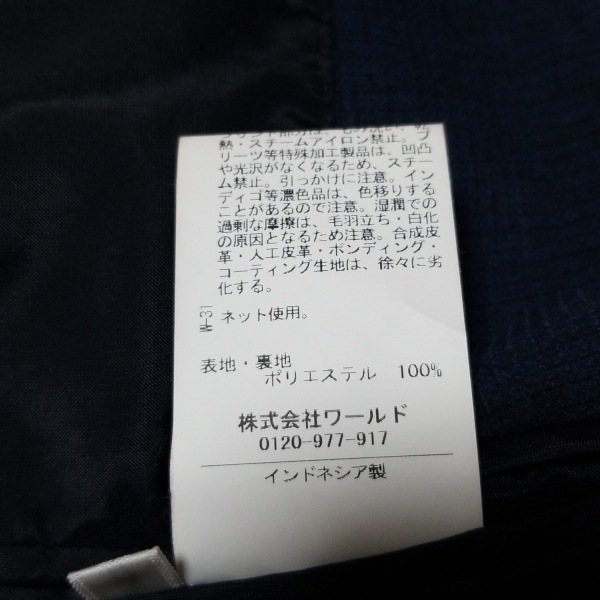 熱・スチームアイロン禁止。プ
リーツ等特殊加工製品は、凹凸
や光沢がなくなるため、スチー
ム禁止。引っかけに注意。イン
ディゴ等濃色品は、色移りする
ことがあるので注意。湿潤での
過剰な摩擦は、毛羽立ち・白化
の原因となるため注意。合成皮
革・人工皮革・ボンディング・
コーティング生地は、徐々に劣
化する。
W-31 ネット使用。
表地・裏地
ポリエステル 100%
株式会社ワールド
0120-977-917
インドネシア製